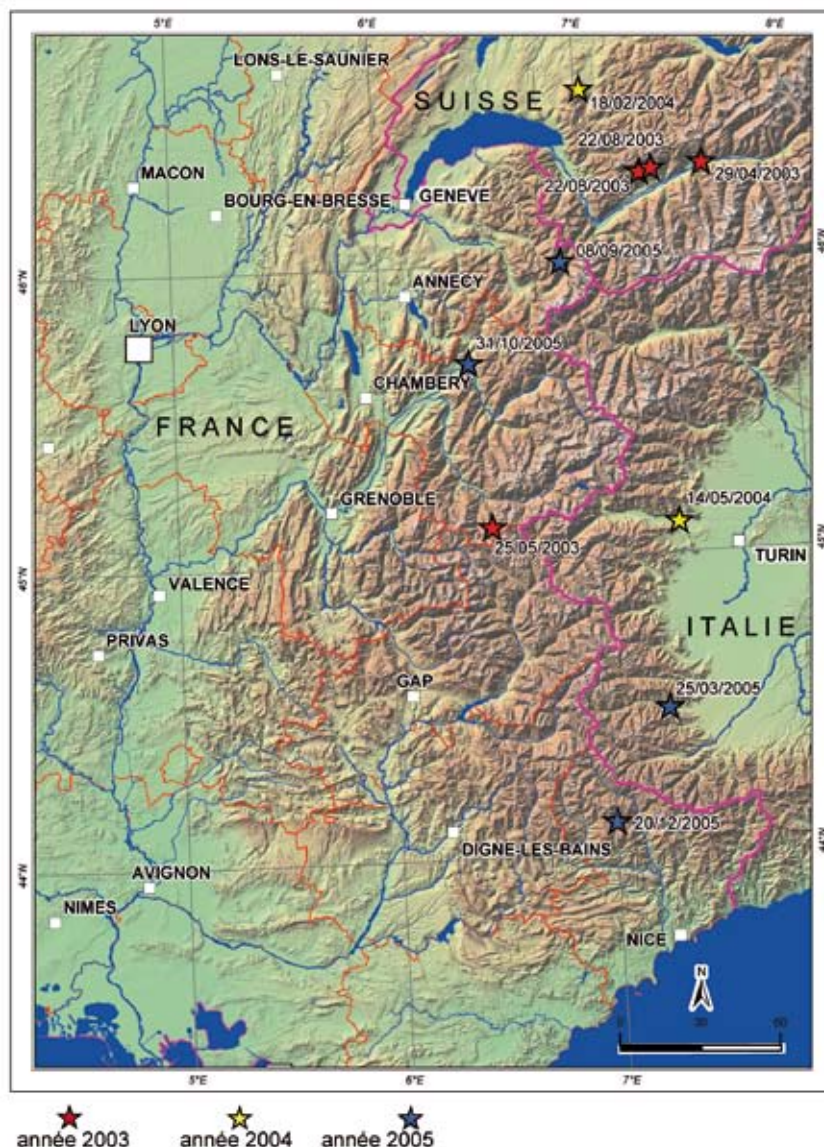 5°E
6°E
7°E
8°E
LONS-LE-SAUNIER
SUISSE
18/02/2004
22/08/2003
MACON
22/08/2003
29/04/2003
BOURG-EN-BRESSE
GENEVE
46°N
46°N
08/09/2005
ANNECY
LYON
31/10/2005
CHAMBERY
FRANCE
14/05/2004
GRENOBLE
45°N
25/05/2003
TURIN
45°N
VALENCE
ITALIE
PRIVAS
25/03/2005
GAP
20/12/2005
44°N
DIGNE-LES-BAINS
44°N
AVIGNON
NIMES
NICE
N
0
30
60
5°E
6°E
7°E
année 2003
année 2004
année 2005